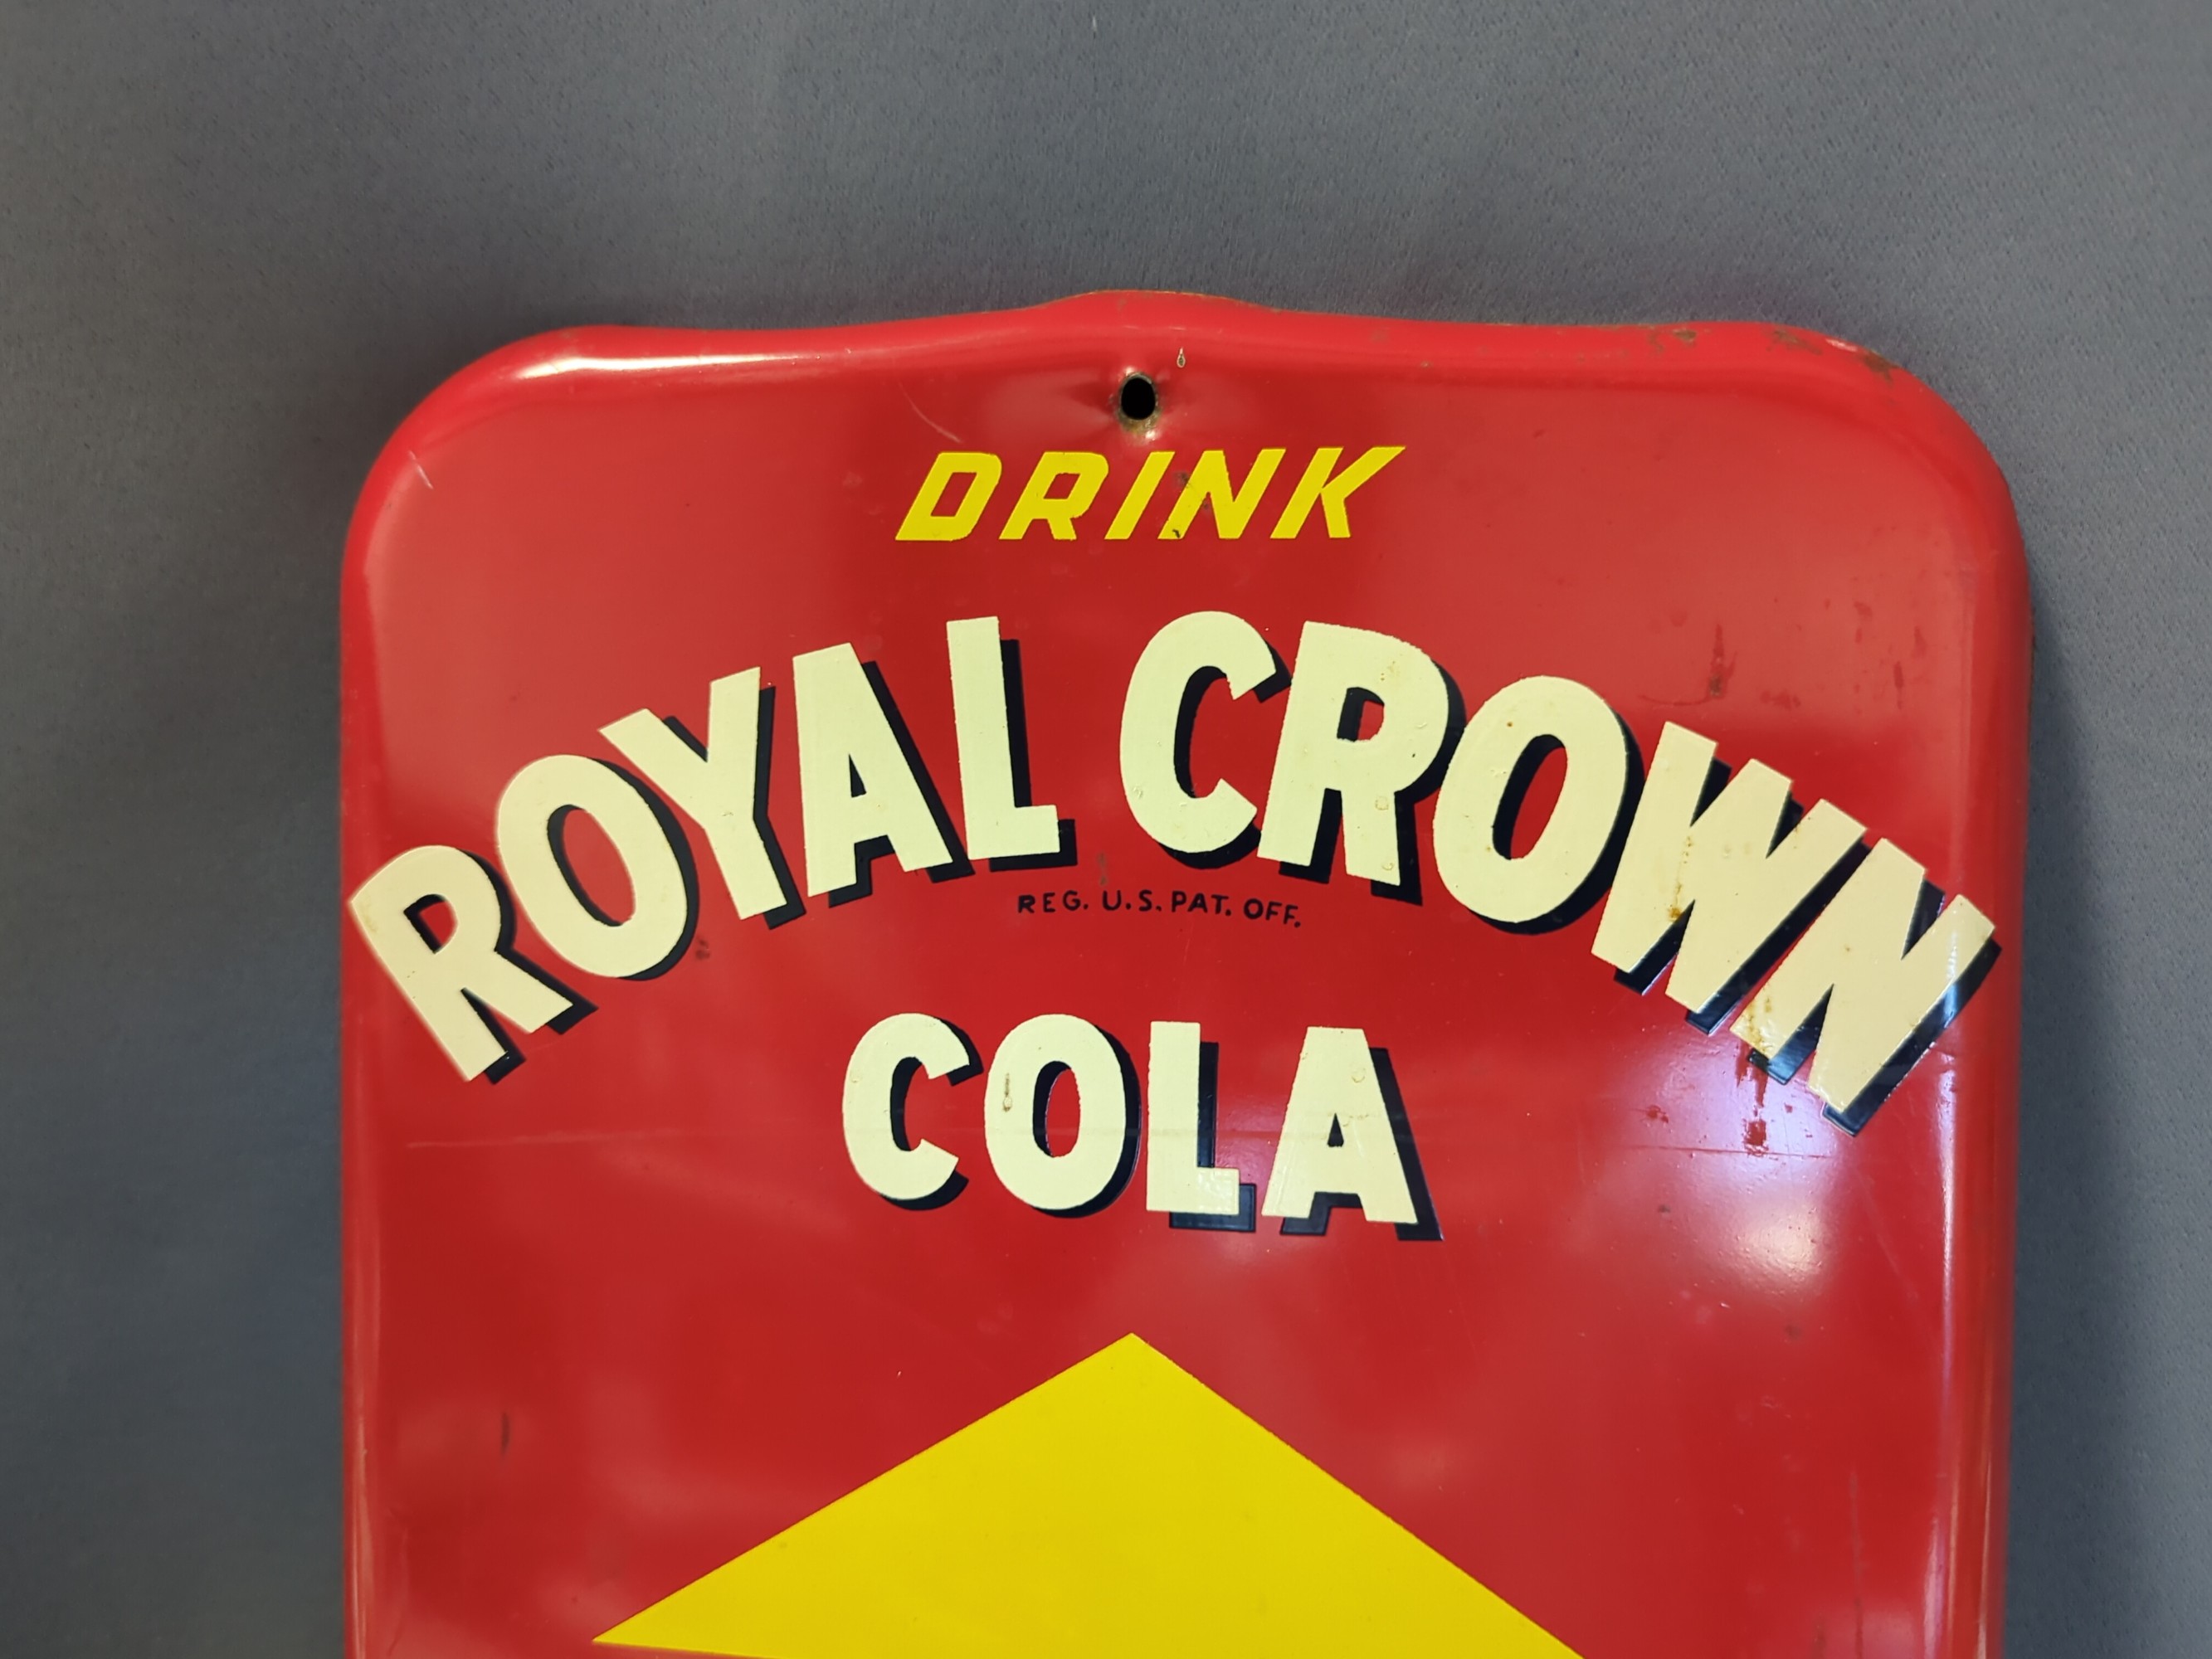 DRINK
ROYAL CROWN
REG. U.S. PAT. OFF.
COLA